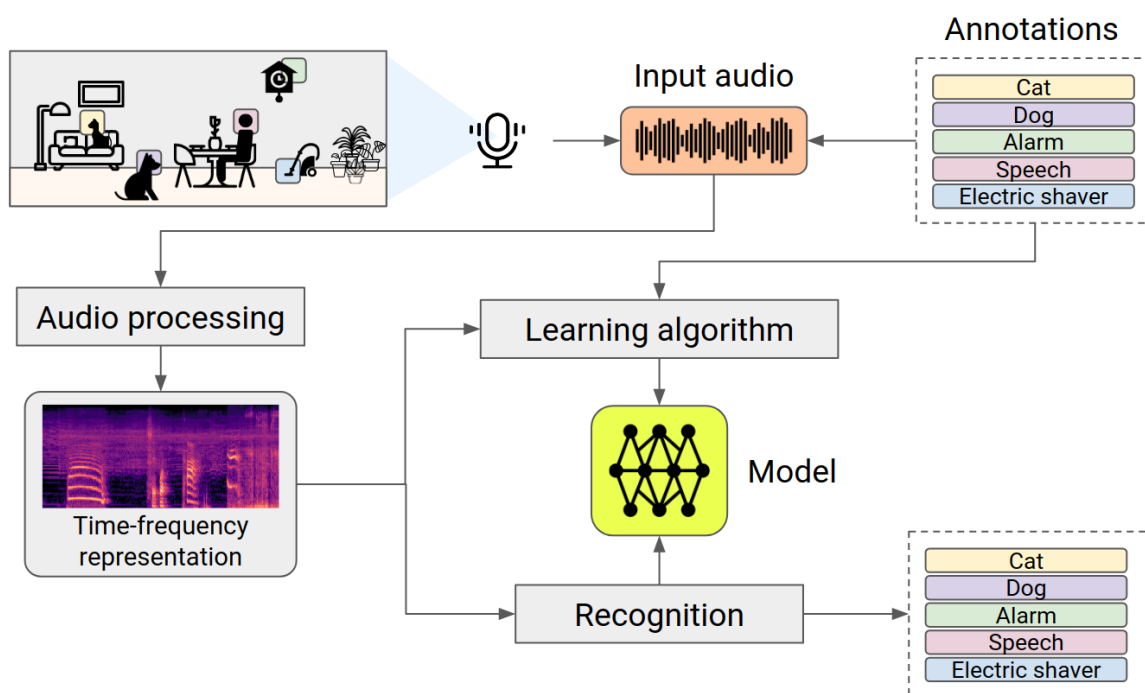 Annotations
Input audio
Cat
Dog
Alarm
Speech
Electric shaver
Audio processing
Learning algorithm
Time-frequency
representation
Model
Recognition
Cat
Dog
Alarm
Speech
Electric shaver